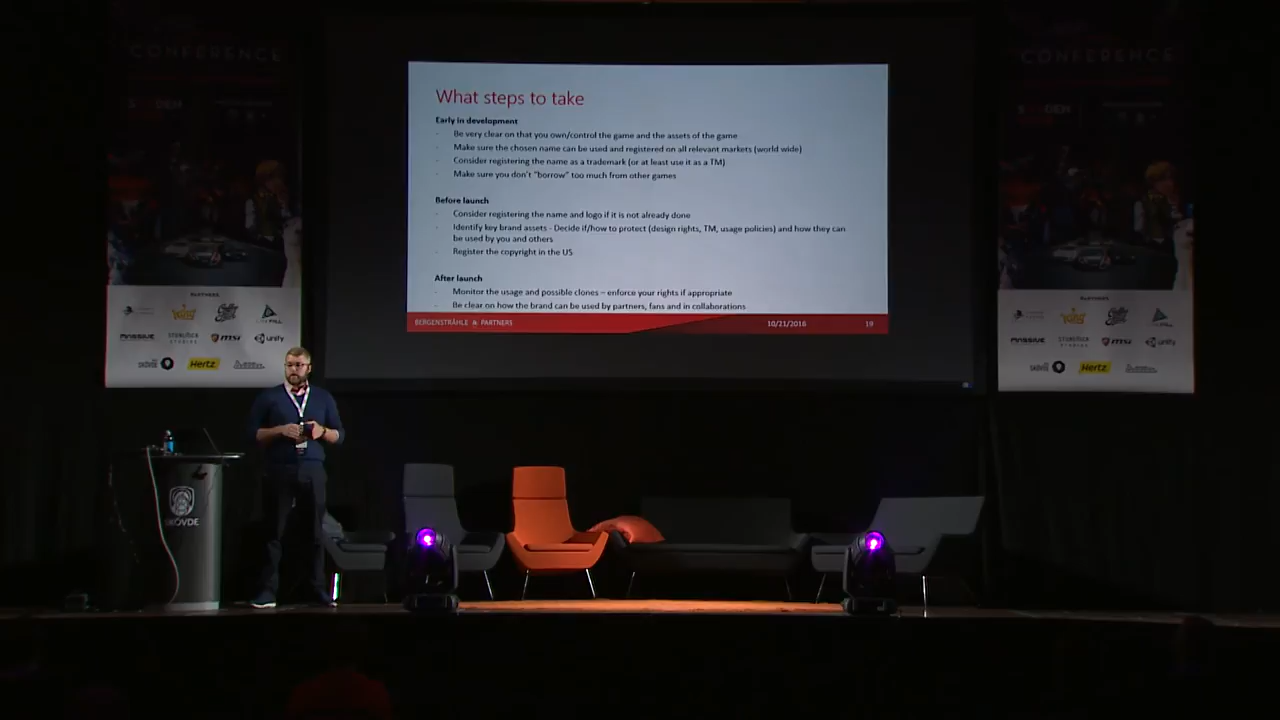 CONFERENCE
CONFERENCE
What steps to take
Early in development
- Be very clear on that you own/control the game and the assets of the game
- Make sure the chosen name can be used and registered on all relevant markets (world wide)
- Consider registering the name as a trademark (or at least use it as a TM)
- Make sure you don't "borrow" too much from other games
Before launch
- Consider registering the name and logo if it is not already done
- Identify key brand assets - Decide if/how to protect (design rights, TM, usage policies) and how they can
be used by you and others
- Register the copyright in the US
After launch
- Monitor the usage and possible clones – enforce your rights if appropriate
- Be clear on how the brand can be used by partners, fans and in collaborations
BERGENSTRÅHLE & PARTNERS 10/21/2016 19
PARTNERS
King
MASSIVE STUNLOCK STUDIOS msi unity
Hertz
PARTNERS
King
MASSIVE STUNLOCK STUDIOS msi unity
Hertz
SKÖVDE